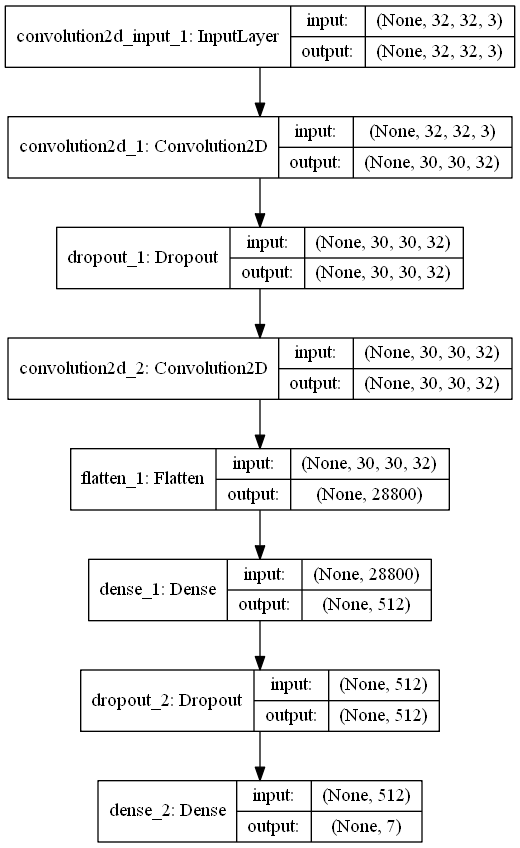 convolution2d_input_1: InputLayer
input: (None, 32, 32, 3)
output: (None, 32, 32, 3)
convolution2d_1: Convolution2D
input: (None, 32, 32, 3)
output: (None, 30, 30, 32)
dropout_1: Dropout
input: (None, 30, 30, 32)
output: (None, 30, 30, 32)
convolution2d_2: Convolution2D
input: (None, 30, 30, 32)
output: (None, 30, 30, 32)
flatten_1: Flatten
input: (None, 30, 30, 32)
output: (None, 28800)
dense_1: Dense
input: (None, 28800)
output: (None, 512)
dropout_2: Dropout
input: (None, 512)
output: (None, 512)
dense_2: Dense
input: (None, 512)
output: (None, 7)